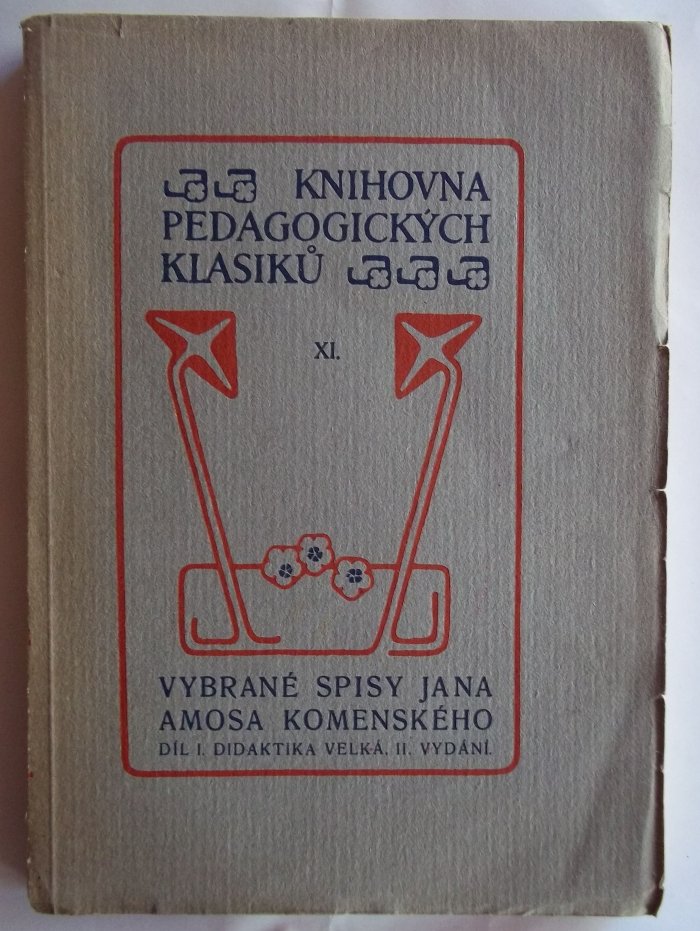 KNIHOVNA
PEDAGOGICKÝCH
KLASIKŮ
XI.
VYBRANÉ SPISY JANA
AMOSA KOMENSKÉHO
DÍL I. DIDAKTIKA VELKÁ. II. VYDÁNÍ.